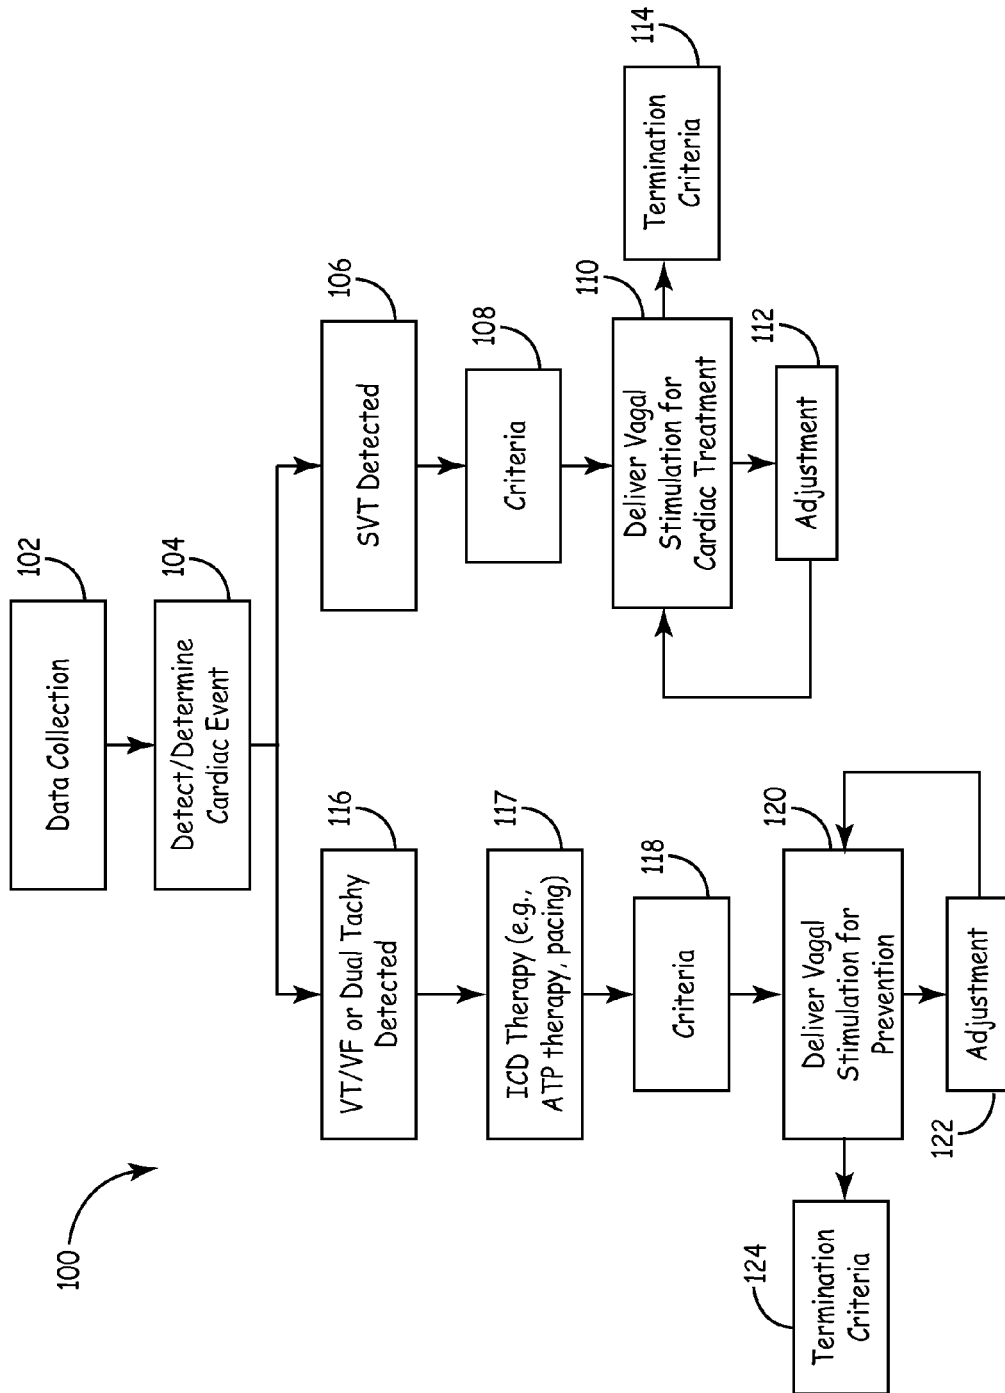 100
102
Data Collection
104
Detect/Determine
Cardiac Event
116
VT/VF or Dual Tachy
Detected
117
ICD Therapy (e.g.,
ATP therapy, pacing)
118
Criteria
120
Deliver Vagal
Stimulation for
Prevention
122
Adjustment
124
Termination
Criteria
106
SVT Detected
108
Criteria
110
Deliver Vagal
Stimulation for
Cardiac Treatment
112
Adjustment
114
Termination
Criteria